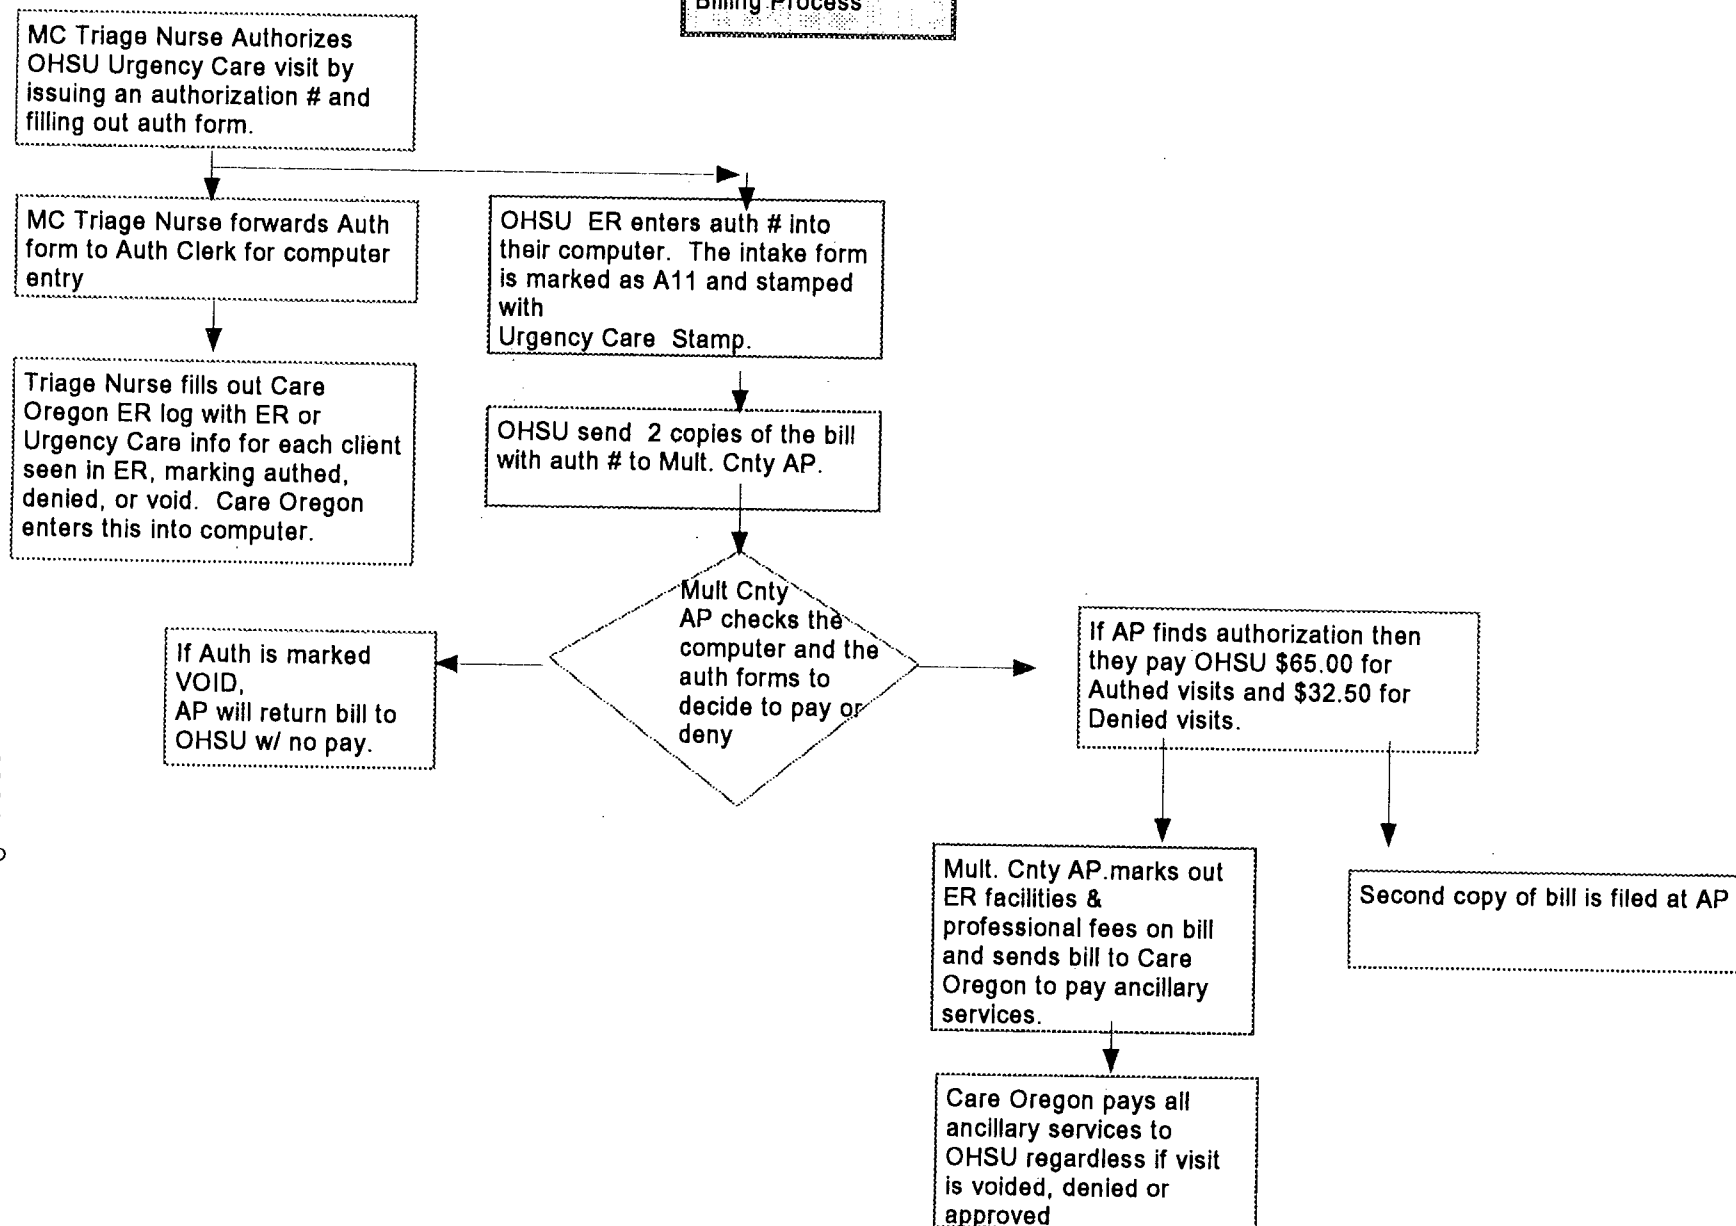 Billing Process
MC Triage Nurse Authorizes
OHSU Urgency Care visit by
issuing an authorization # and
filling out auth form.
MC Triage Nurse forwards Auth
form to Auth Clerk for computer
entry
OHSU ER enters auth # into
their computer. The intake form
is marked as A11 and stamped
with
Urgency Care Stamp.
Triage Nurse fills out Care
Oregon ER log with ER or
Urgency Care info for each client
seen in ER, marking authed,
denied, or void. Care Oregon
enters this into computer.
OHSU send 2 copies of the bill
with auth # to Mult. Cnty AP.
Mult Cnty
AP checks the
computer and the
auth forms to
decide to pay or
deny
If Auth is marked
VOID,
AP will return bill to
OHSU w/ no pay.
If AP finds authorization then
they pay OHSU $65.00 for
Authed visits and $32.50 for
Denied visits.
Mult. Cnty AP.marks out
ER facilities &
professional fees on bill
and sends bill to Care
Oregon to pay ancillary
services.
Second copy of bill is filed at AP
Care Oregon pays all
ancillary services to
OHSU regardless if visit
is voided, denied or
approved